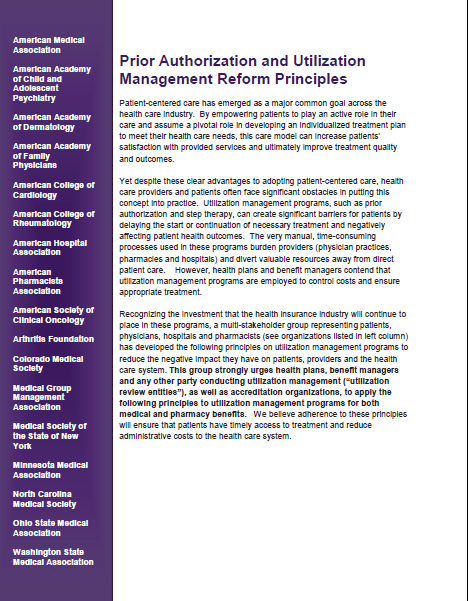 American Medical
Association
American Academy
of Child and
Adolescent
Psychiatry
American Academy
of Dermatology
American Academy
of Family
Physicians
American College of
Cardiology
American College of
Rheumatology
American Hospital
Association
American
Pharmacists
Association
American Society of
Clinical Oncology
Arthritis Foundation
Colorado Medical
Society
Medical Group
Management
Association
Medical Society of
the State of New
York
Minnesota Medical
Association
North Carolina
Medical Society
Ohio State Medical
Association
Washington State
Medical Association
Prior Authorization and Utilization
Management Reform Principles
Patient-centered care has emerged as a major common goal across the
health care industry. By empowering patients to play an active role in their
care and assume a pivotal role in developing an individualized treatment plan
to meet their health care needs, this care model can increase patients'
satisfaction with provided services and ultimately improve treatment quality
and outcomes.
Yet despite these clear advantages to adopting patient-centered care, health
care providers and patients often face significant obstacles in putting this
concept into practice. Utilization management programs, such as prior
authorization and step therapy, can create significant barriers for patients by
delaying the start or continuation of necessary treatment and negatively
affecting patient health outcomes. The very manual, time-consuming
processes used in these programs burden providers (physician practices,
pharmacies and hospitals) and divert valuable resources away from direct
patient care. However, health plans and benefit managers contend that
utilization management programs are employed to control costs and ensure
appropriate treatment.
Recognizing the investment that the health insurance industry will continue to
place in these programs, a multi-stakeholder group representing patients,
physicians, hospitals and pharmacists (see organizations listed in left column)
has developed the following principles on utilization management programs to
reduce the negative impact they have on patients, providers and the health
care system. This group strongly urges health plans, benefit managers
and any other party conducting utilization management ("utilization
review entities"), as well as accreditation organizations, to apply the
following principles to utilization management programs for both
medical and pharmacy benefits. We believe adherence to these principles
will ensure that patients have timely access to treatment and reduce
administrative costs to the health care system.